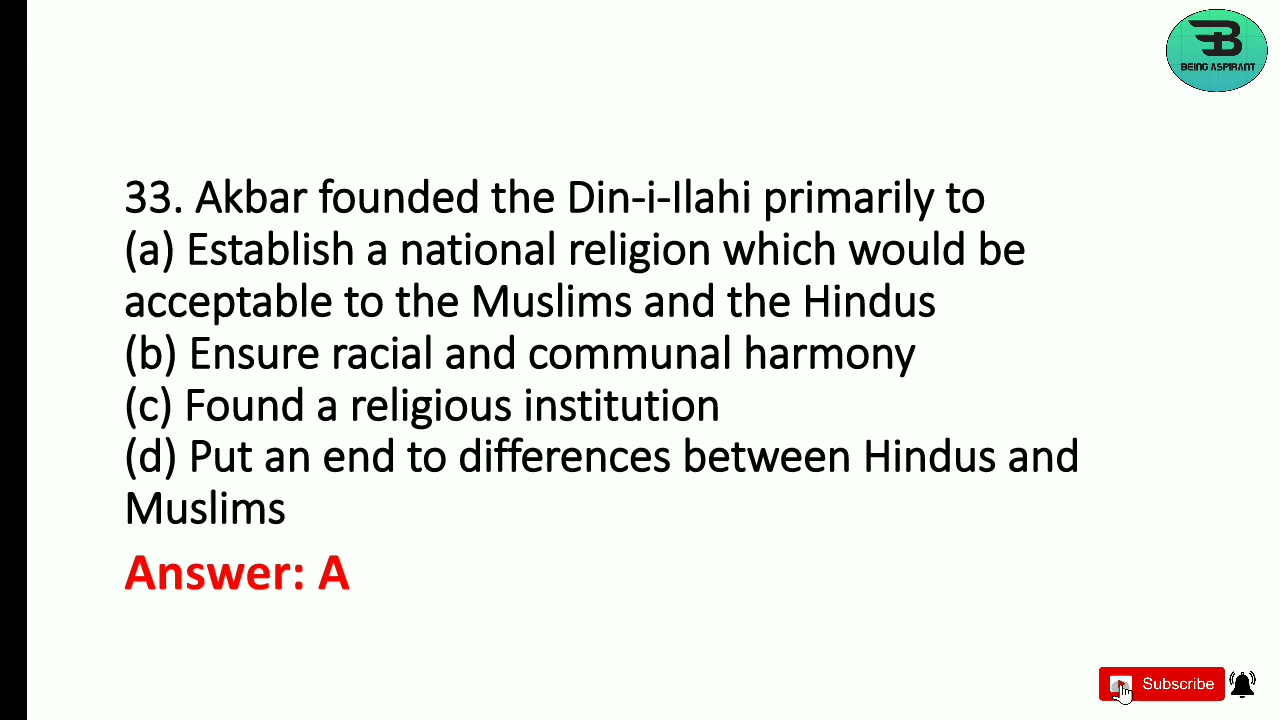 BEING ASPIRANT
33. Akbar founded the Din-i-Ilahi primarily to
(a) Establish a national religion which would be
acceptable to the Muslims and the Hindus
(b) Ensure racial and communal harmony
(c) Found a religious institution
(d) Put an end to differences between Hindus and
Muslims
Answer: A
Subscribe